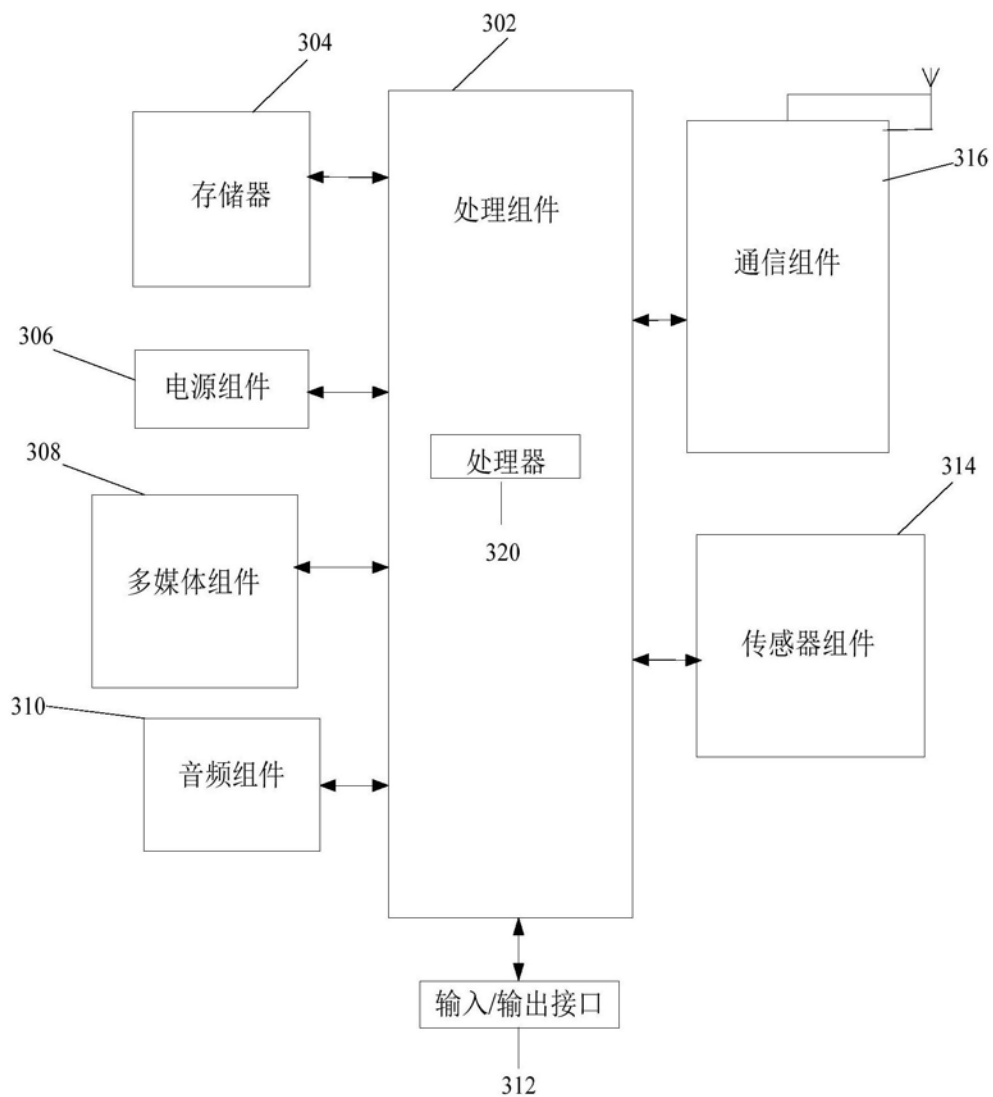 302
304
316
存储器
处理组件
通信组件
306
电源组件
308
处理器
314
320
多媒体组件
传感器组件
310
音频组件
输入/输出接口
312